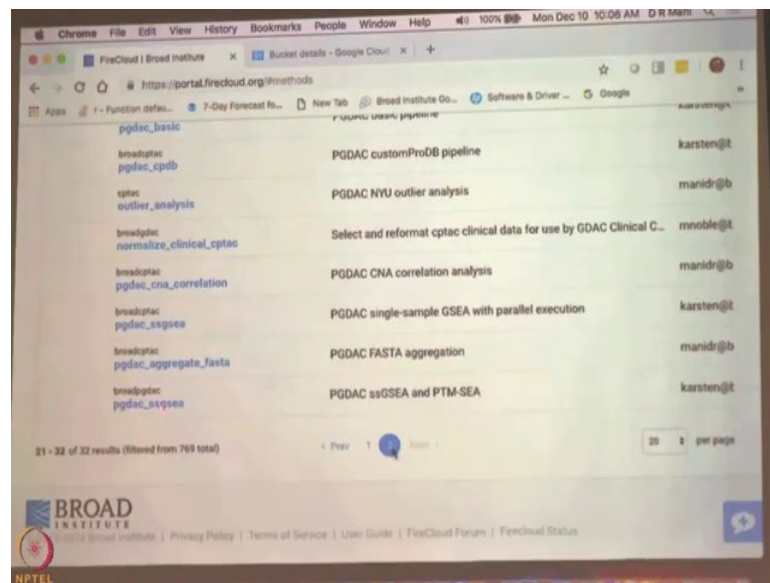 Chrome File Edit View History Bookmarks People Window Help 100% Mon Dec 10 10:06 AM D R Mani
FireCloud | Broad Institute × Bucket details - Google Cloud × +
https://portal.firecloud.org/#methods
Apps r - Function defau... 7-Day Forecast fo... New Tab Broad Institute Go... Software & Driver ... Google »
pgdac_basic
broadcptac
pgdac_cpdb PGDAC customProDB pipeline karsten@t
cptac
outlier_analysis PGDAC NYU outlier analysis manidr@b
broadgdac
normalize_clinical_cptac Select and reformat cptac clinical data for use by GDAC Clinical C... mnoble@t
broadcptac
pgdac_cna_correlation PGDAC CNA correlation analysis manidr@b
broadcptac
pgdac_ssgsea PGDAC single-sample GSEA with parallel execution karsten@t
broadcptac
pgdac_aggregate_fasta PGDAC FASTA aggregation manidr@b
broadpgdac
pgdac_ssgsea PGDAC ssGSEA and PTM-SEA karsten@t
21 - 32 of 32 results (filtered from 769 total) Prev 1 Next 20 per page
BROAD
INSTITUTE
Broad Institute | Privacy Policy | Terms of Service | User Guide | FireCloud Forum | FireCloud Status
NPTEL